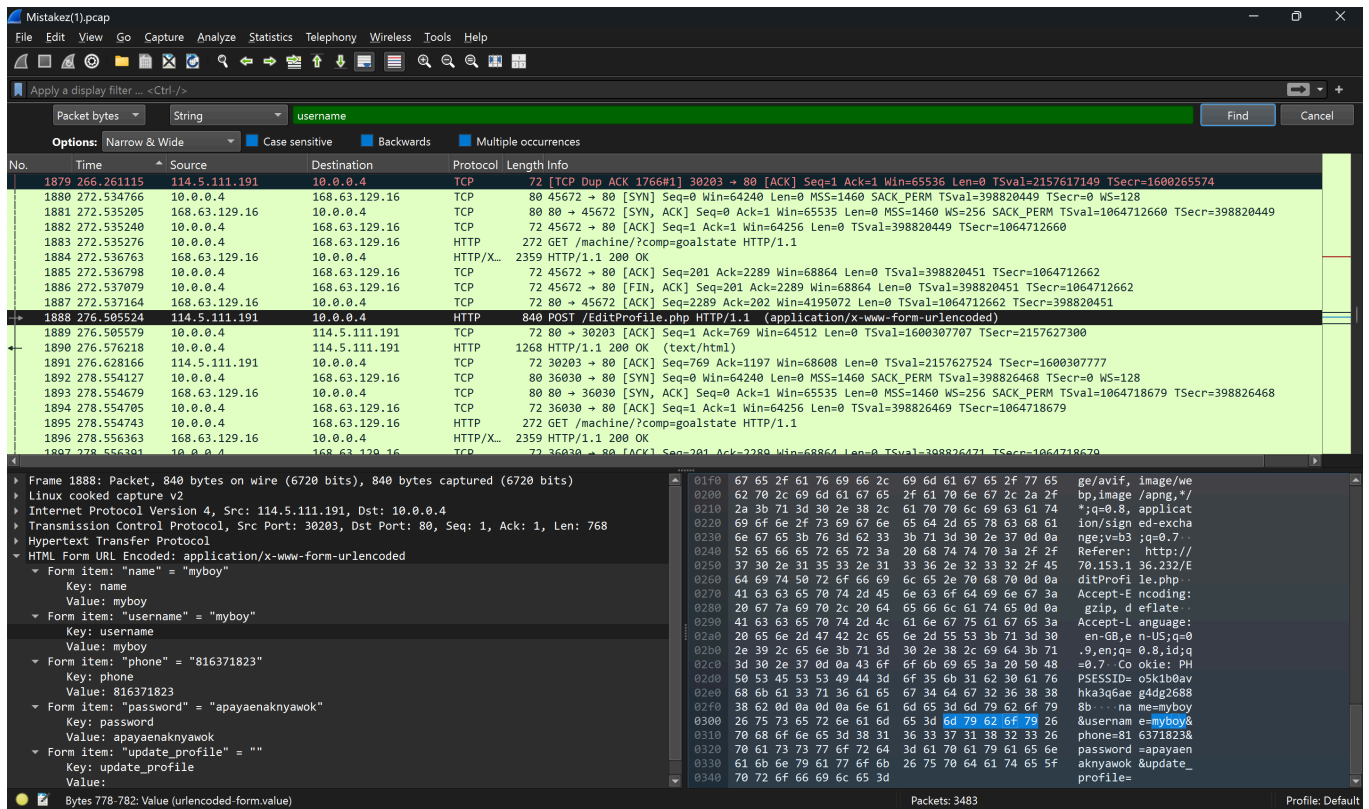 Mistakez(1).pcap
File Edit View Go Capture Analyze Statistics Telephony Wireless Tools Help
Apply a display filter ... <Ctrl-/>
Packet bytes String username Find Cancel
Options: Narrow & Wide Case sensitive Backwards Multiple occurrences
No. Time Source Destination Protocol Length Info
1879 266.261115 114.5.111.191 10.0.0.4 TCP 72 [TCP Dup ACK 1766#1] 30203 → 80 [ACK] Seq=1 Ack=1 Win=65536 Len=0 TSval=2157617149 TSecr=1600265574
1880 272.534766 10.0.0.4 168.63.129.16 TCP 80 45672 → 80 [SYN] Seq=0 Win=64240 Len=0 MSS=1460 SACK_PERM TSval=398820449 TSecr=0 WS=128
1881 272.535205 168.63.129.16 10.0.0.4 TCP 80 80 → 45672 [SYN, ACK] Seq=0 Ack=1 Win=65535 Len=0 MSS=1460 WS=256 SACK_PERM TSval=1064712660 TSecr=398820449
1882 272.535240 10.0.0.4 168.63.129.16 TCP 72 45672 → 80 [ACK] Seq=1 Ack=1 Win=64256 Len=0 TSval=398820449 TSecr=1064712660
1883 272.535276 10.0.0.4 168.63.129.16 HTTP 272 GET /machine/?comp=goalstate HTTP/1.1
1884 272.536763 168.63.129.16 10.0.0.4 HTTP/X… 2359 HTTP/1.1 200 OK
1885 272.536798 10.0.0.4 168.63.129.16 TCP 72 45672 → 80 [ACK] Seq=201 Ack=2289 Win=68864 Len=0 TSval=398820451 TSecr=1064712662
1886 272.537079 10.0.0.4 168.63.129.16 TCP 72 45672 → 80 [FIN, ACK] Seq=201 Ack=2289 Win=68864 Len=0 TSval=398820451 TSecr=1064712662
1887 272.537164 168.63.129.16 10.0.0.4 TCP 72 80 → 45672 [ACK] Seq=2289 Ack=202 Win=4195072 Len=0 TSval=1064712662 TSecr=398820451
1888 276.505524 114.5.111.191 10.0.0.4 HTTP 840 POST /EditProfile.php HTTP/1.1 (application/x-www-form-urlencoded)
1889 276.505579 10.0.0.4 114.5.111.191 TCP 72 80 → 30203 [ACK] Seq=1 Ack=769 Win=64512 Len=0 TSval=1600307707 TSecr=2157627300
1890 276.576218 10.0.0.4 114.5.111.191 HTTP 1268 HTTP/1.1 200 OK (text/html)
1891 276.628166 114.5.111.191 10.0.0.4 TCP 72 30203 → 80 [ACK] Seq=769 Ack=1197 Win=68608 Len=0 TSval=2157627524 TSecr=1600307777
1892 278.554127 10.0.0.4 168.63.129.16 TCP 80 36030 → 80 [SYN] Seq=0 Win=64240 Len=0 MSS=1460 SACK_PERM TSval=398826468 TSecr=0 WS=128
1893 278.554679 168.63.129.16 10.0.0.4 TCP 80 80 → 36030 [SYN, ACK] Seq=0 Ack=1 Win=65535 Len=0 MSS=1460 WS=256 SACK_PERM TSval=1064718679 TSecr=398826468
1894 278.554705 10.0.0.4 168.63.129.16 TCP 72 36030 → 80 [ACK] Seq=1 Ack=1 Win=64256 Len=0 TSval=398826469 TSecr=1064718679
1895 278.554743 10.0.0.4 168.63.129.16 HTTP 272 GET /machine/?comp=goalstate HTTP/1.1
1896 278.556363 168.63.129.16 10.0.0.4 HTTP/X… 2359 HTTP/1.1 200 OK
1897 278.556391 10.0.0.4 168.63.129.16 TCP 72 36030 → 80 [ACK] Seq=201 Ack=2289 Win=68864 Len=0 TSval=398826471 TSecr=1064718679
Frame 1888: Packet, 840 bytes on wire (6720 bits), 840 bytes captured (6720 bits)
Linux cooked capture v2
Internet Protocol Version 4, Src: 114.5.111.191, Dst: 10.0.0.4
Transmission Control Protocol, Src Port: 30203, Dst Port: 80, Seq: 1, Ack: 1, Len: 768
Hypertext Transfer Protocol
HTML Form URL Encoded: application/x-www-form-urlencoded
Form item: "name" = "myboy"
Key: name
Value: myboy
Form item: "username" = "myboy"
Key: username
Value: myboy
Form item: "phone" = "816371823"
Key: phone
Value: 816371823
Form item: "password" = "apayaenaknyawok"
Key: password
Value: apayaenaknyawok
Form item: "update_profile" = ""
Key: update_profile
Value:
01f0 67 65 2f 61 76 69 66 2c 69 6d 61 67 65 2f 77 65 ge/avif, image/we
0200 62 70 2c 69 6d 61 67 65 2f 61 70 6e 67 2c 2a 2f bp,image /apng,*/
0210 2a 3b 71 3d 30 2e 38 2c 61 70 70 6c 69 63 61 74 *;q=0.8, applicat
0220 69 6f 6e 2f 73 69 67 6e 65 64 2d 65 78 63 68 61 ion/sign ed-excha
0230 6e 67 65 3b 76 3d 62 33 3b 71 3d 30 2e 37 0d 0a nge;v=b3 ;q=0.7··
0240 52 65 66 65 72 65 72 3a 20 68 74 74 70 3a 2f 2f Referer: http://
0250 37 30 2e 31 35 33 2e 31 33 36 2e 32 33 32 2f 45 70.153.1 36.232/E
0260 64 69 74 50 72 6f 66 69 6c 65 2e 70 68 70 0d 0a ditProfi le.php··
0270 41 63 63 65 70 74 2d 45 6e 63 6f 64 69 6e 67 3a Accept-E ncoding:
0280 20 67 7a 69 70 2c 20 64 65 66 6c 61 74 65 0d 0a gzip, d eflate··
0290 41 63 63 65 70 74 2d 4c 61 6e 67 75 61 67 65 3a Accept-L anguage:
02a0 20 65 6e 2d 47 42 2c 65 6e 2d 55 53 3b 71 3d 30 en-GB,e n-US;q=0
02b0 2e 39 2c 65 6e 3b 71 3d 30 2e 38 2c 69 64 3b 71 .9,en;q= 0.8,id;q
02c0 3d 30 2e 37 0d 0a 43 6f 6f 6b 69 65 3a 20 50 48 =0.7··Co okie: PH
02d0 50 53 45 53 53 49 44 3d 6f 35 6b 31 62 30 61 76 PSESSID= o5k1b0av
02e0 68 6b 61 33 71 36 61 65 67 34 64 67 32 36 38 38 hka3q6ae g4dg2688
02f0 38 62 0d 0a 0d 0a 6e 61 6d 65 3d 6d 79 62 6f 79 8b····na me=myboy
0300 26 75 73 65 72 6e 61 6d 65 3d 6d 79 62 6f 79 26 &usernam e=myboy&
0310 70 68 6f 6e 65 3d 38 31 36 33 37 31 38 32 33 26 phone=81 6371823&
0320 70 61 73 73 77 6f 72 64 3d 61 70 61 79 61 65 6e password =apayaen
0330 61 6b 6e 79 61 77 6f 6b 26 75 70 64 61 74 65 5f aknyawok &update_
0340 70 72 6f 66 69 6c 65 3d profile=
Bytes 778-782: Value (urlencoded-form.value) Packets: 3483 Profile: Default